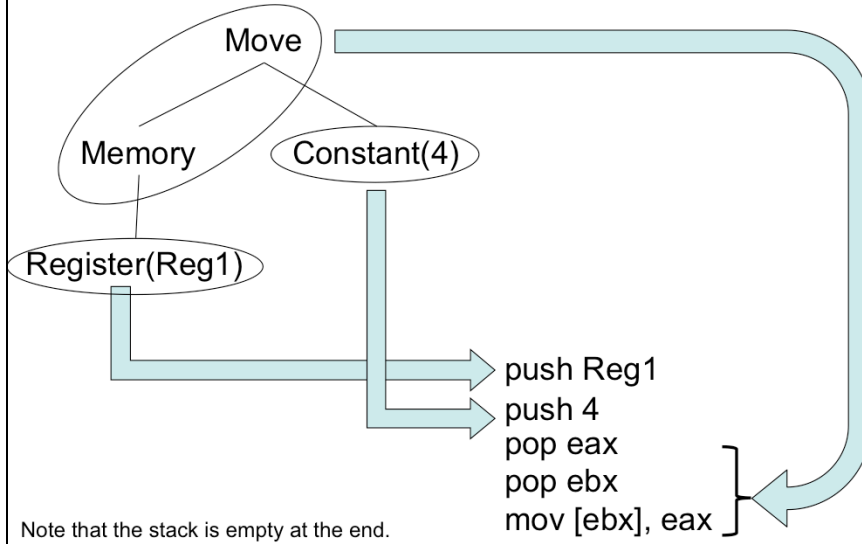 Move
Memory
Constant(4)
Register(Reg1)
push Reg1
push 4
pop eax
pop ebx
mov [ebx], eax
Note that the stack is empty at the end.